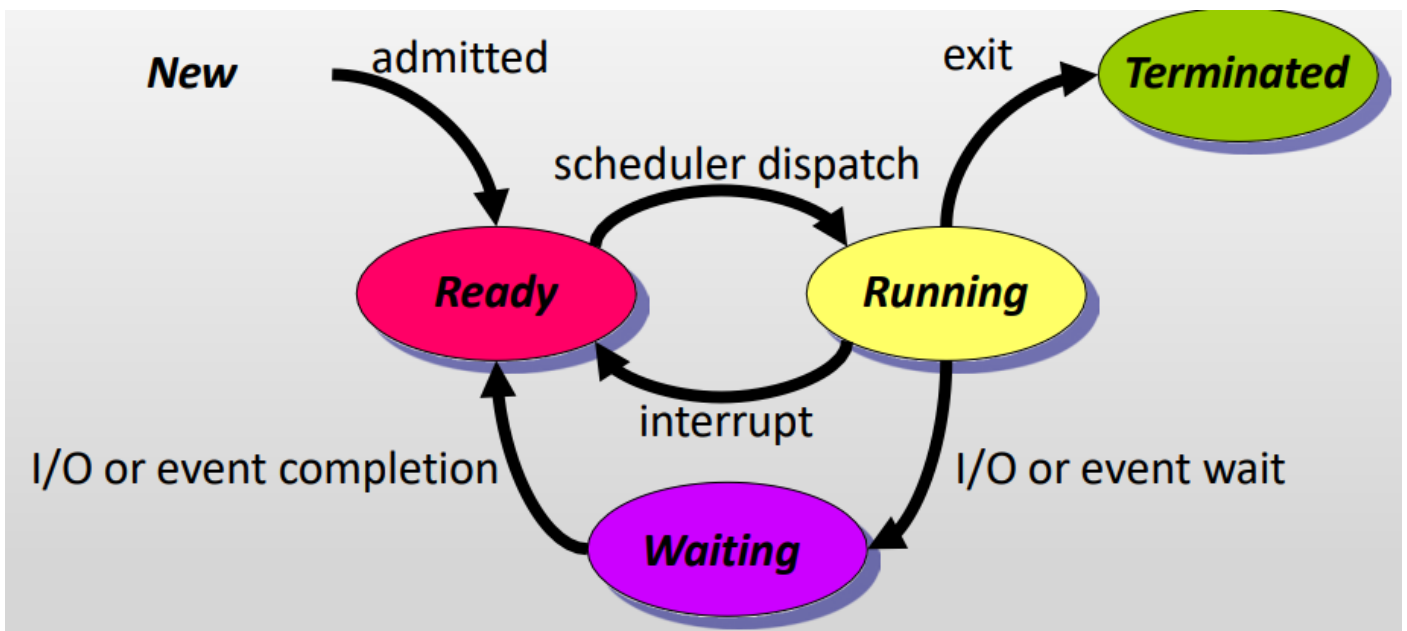 New
admitted
exit
Terminated
scheduler dispatch
Ready
Running
interrupt
I/O or event completion
I/O or event wait
Waiting